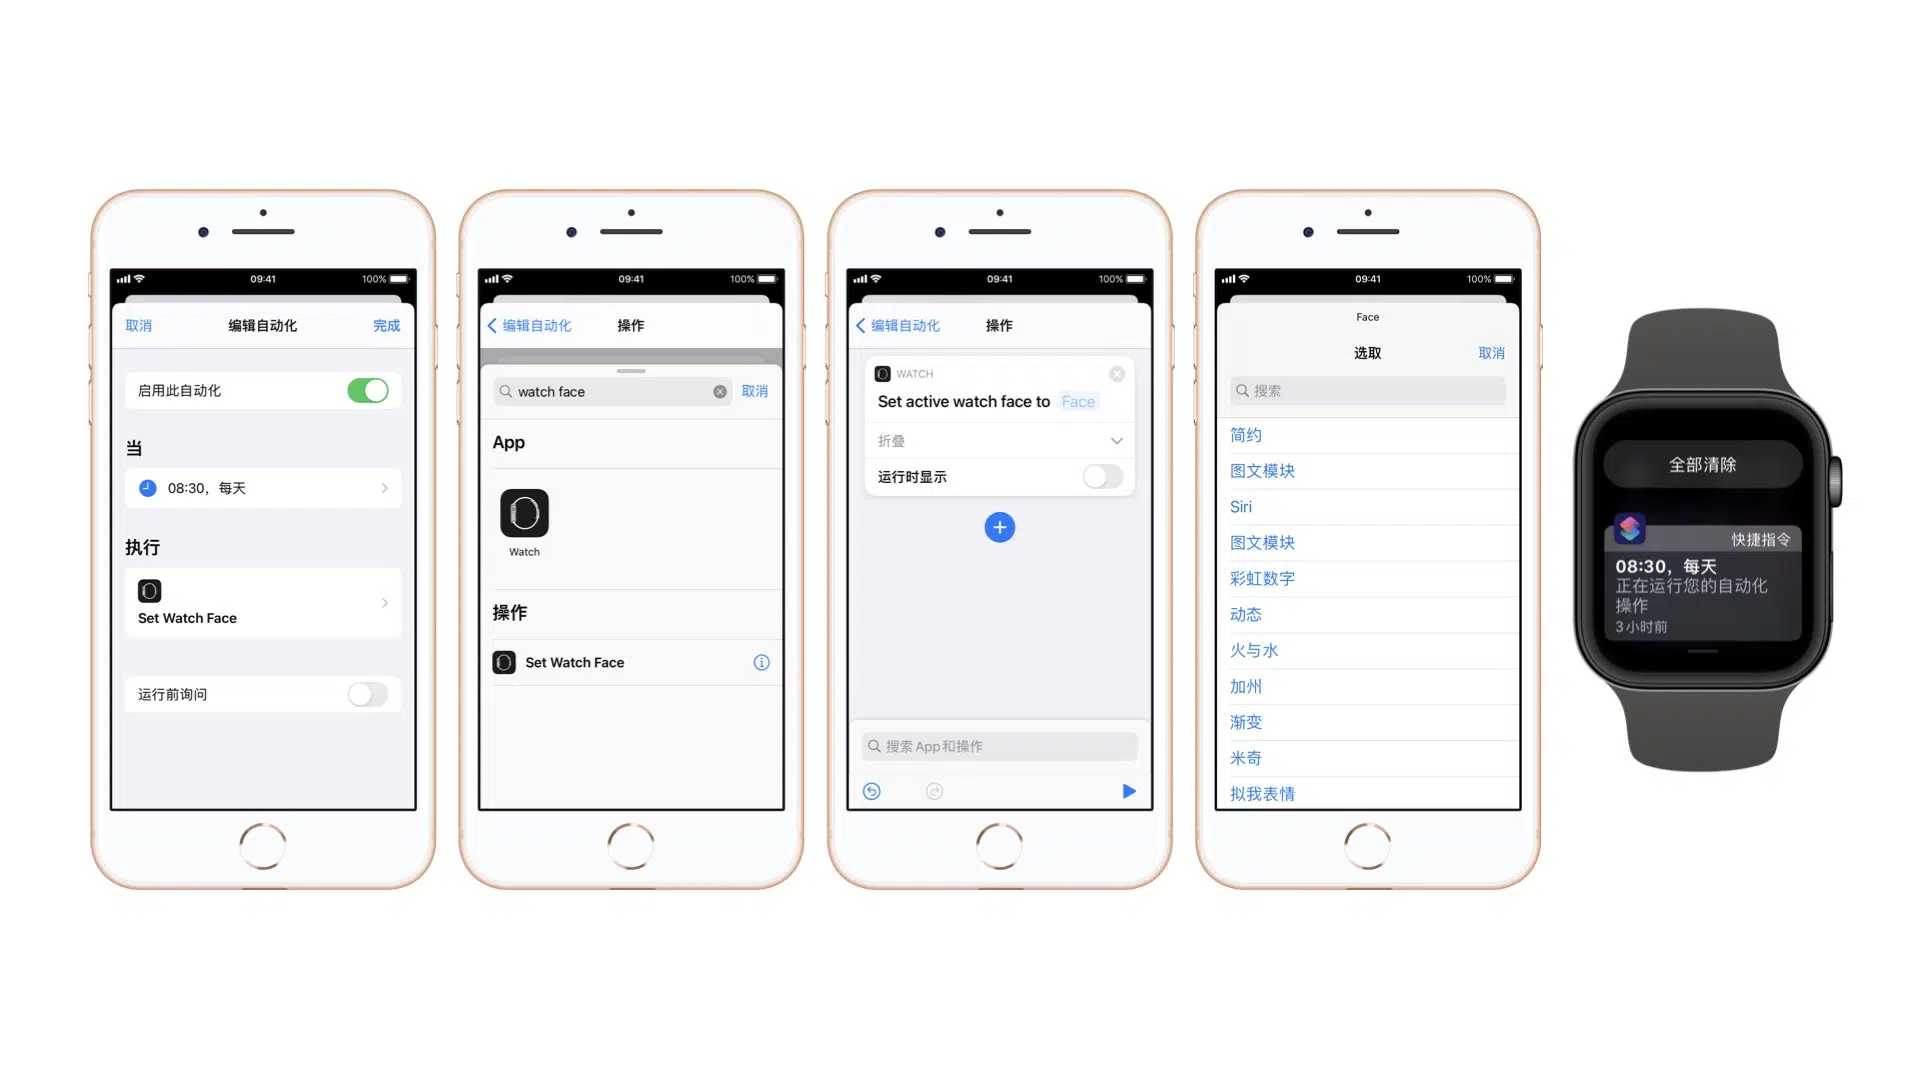 09:41
100%
取消
编辑自动化
完成
启用此自动化
当
08:30，每天
执行
Set Watch Face
运行前询问
09:41
100%
编辑自动化
操作
watch face
取消
App
Watch
操作
Set Watch Face
09:41
100%
编辑自动化
操作
WATCH
Set active watch face to Face
折叠
运行时显示
搜索 App 和操作
09:41
100%
Face
选取
取消
搜索
简约
图文模块
Siri
图文模块
彩虹数字
动态
火与水
加州
渐变
米奇
拟我表情
全部清除
快捷指令
08:30，每天
正在运行您的自动化
操作
3 小时前